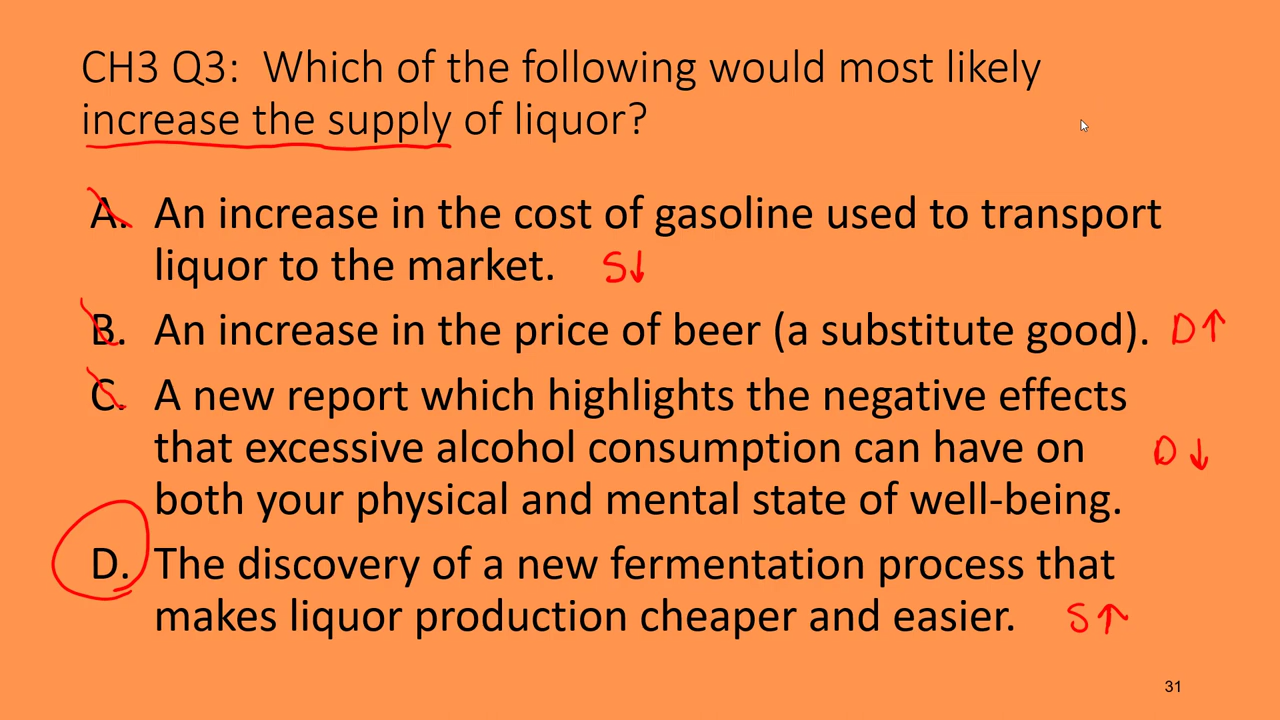 CH3 Q3: Which of the following would most likely
increase the supply of liquor?
A. An increase in the cost of gasoline used to transport
liquor to the market. S↓
B. An increase in the price of beer (a substitute good). D↑
C. A new report which highlights the negative effects
that excessive alcohol consumption can have on D↓
both your physical and mental state of well-being.
D. The discovery of a new fermentation process that
makes liquor production cheaper and easier. S↑
31